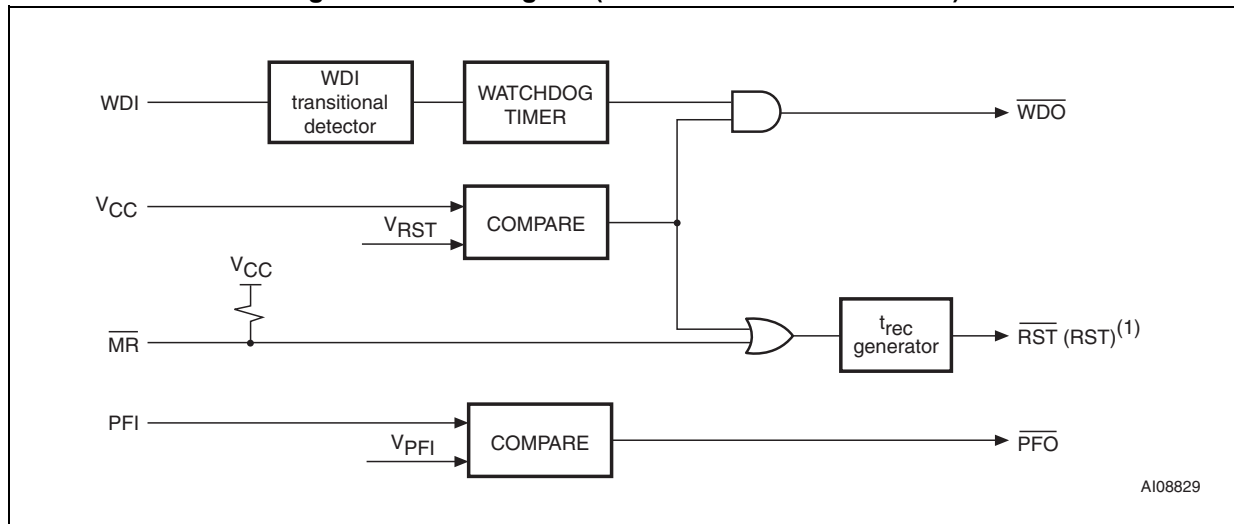 WDI
WDI
transitional
detector
WATCHDOG
TIMER
WDO
VCC
VRST
COMPARE
VCC
MR
trec
generator
RST (RST)(1)
PFI
VPFI
COMPARE
PFO
AI08829